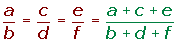 a/b = c/d = e/f = (a + c + e)/(b + d + f)